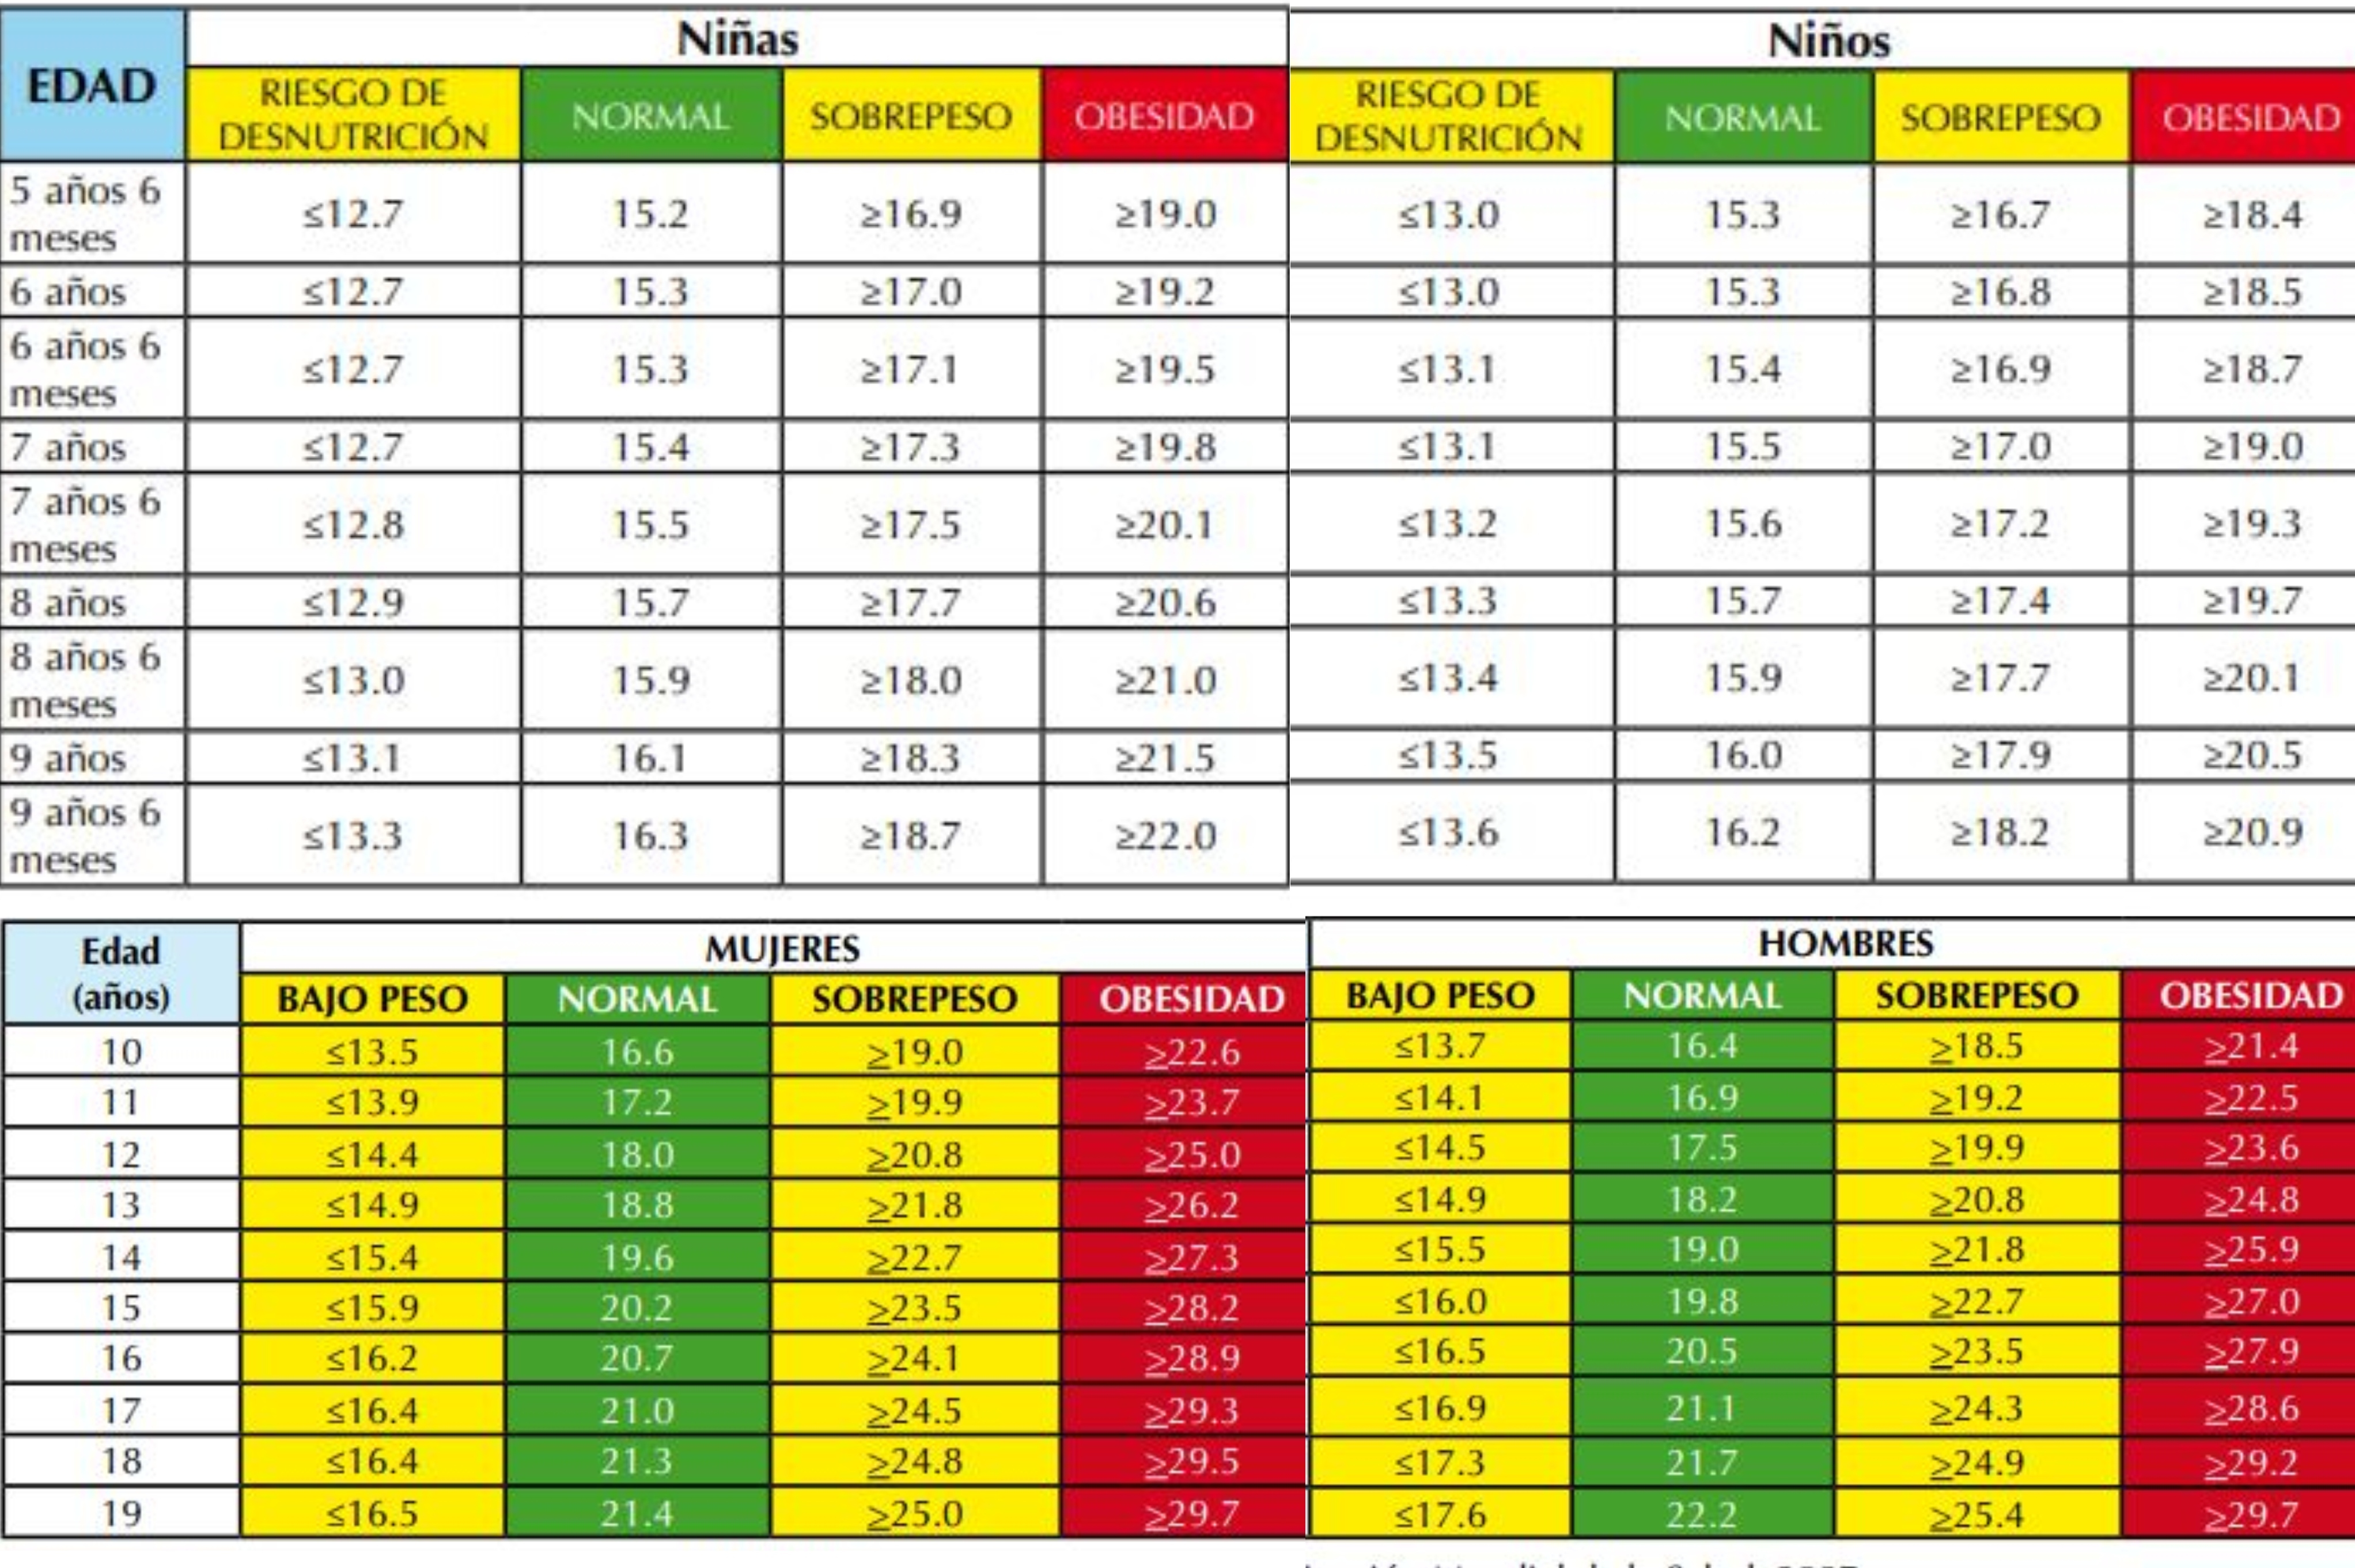 EDAD Niñas Niños
RIESGO DE DESNUTRICIÓN NORMAL SOBREPESO OBESIDAD RIESGO DE DESNUTRICIÓN NORMAL SOBREPESO OBESIDAD
5 años 6 meses ≤12.7 15.2 ≥16.9 ≥19.0 ≤13.0 15.3 ≥16.7 ≥18.4
6 años ≤12.7 15.3 ≥17.0 ≥19.2 ≤13.0 15.3 ≥16.8 ≥18.5
6 años 6 meses ≤12.7 15.3 ≥17.1 ≥19.5 ≤13.1 15.4 ≥16.9 ≥18.7
7 años ≤12.7 15.4 ≥17.3 ≥19.8 ≤13.1 15.5 ≥17.0 ≥19.0
7 años 6 meses ≤12.8 15.5 ≥17.5 ≥20.1 ≤13.2 15.6 ≥17.2 ≥19.3
8 años ≤12.9 15.7 ≥17.7 ≥20.6 ≤13.3 15.7 ≥17.4 ≥19.7
8 años 6 meses ≤13.0 15.9 ≥18.0 ≥21.0 ≤13.4 15.9 ≥17.7 ≥20.1
9 años ≤13.1 16.1 ≥18.3 ≥21.5 ≤13.5 16.0 ≥17.9 ≥20.5
9 años 6 meses ≤13.3 16.3 ≥18.7 ≥22.0 ≤13.6 16.2 ≥18.2 ≥20.9
Edad (años) MUJERES HOMBRES
BAJO PESO NORMAL SOBREPESO OBESIDAD BAJO PESO NORMAL SOBREPESO OBESIDAD
10 ≤13.5 16.6 ≥19.0 ≥22.6 ≤13.7 16.4 ≥18.5 ≥21.4
11 ≤13.9 17.2 ≥19.9 ≥23.7 ≤14.1 16.9 ≥19.2 ≥22.5
12 ≤14.4 18.0 ≥20.8 ≥25.0 ≤14.5 17.5 ≥19.9 ≥23.6
13 ≤14.9 18.8 ≥21.8 ≥26.2 ≤14.9 18.2 ≥20.8 ≥24.8
14 ≤15.4 19.6 ≥22.7 ≥27.3 ≤15.5 19.0 ≥21.8 ≥25.9
15 ≤15.9 20.2 ≥23.5 ≥28.2 ≤16.0 19.8 ≥22.7 ≥27.0
16 ≤16.2 20.7 ≥24.1 ≥28.9 ≤16.5 20.5 ≥23.5 ≥27.9
17 ≤16.4 21.0 ≥24.5 ≥29.3 ≤16.9 21.1 ≥24.3 ≥28.6
18 ≤16.4 21.3 ≥24.8 ≥29.5 ≤17.3 21.7 ≥24.9 ≥29.2
19 ≤16.5 21.4 ≥25.0 ≥29.7 ≤17.6 22.2 ≥25.4 ≥29.7